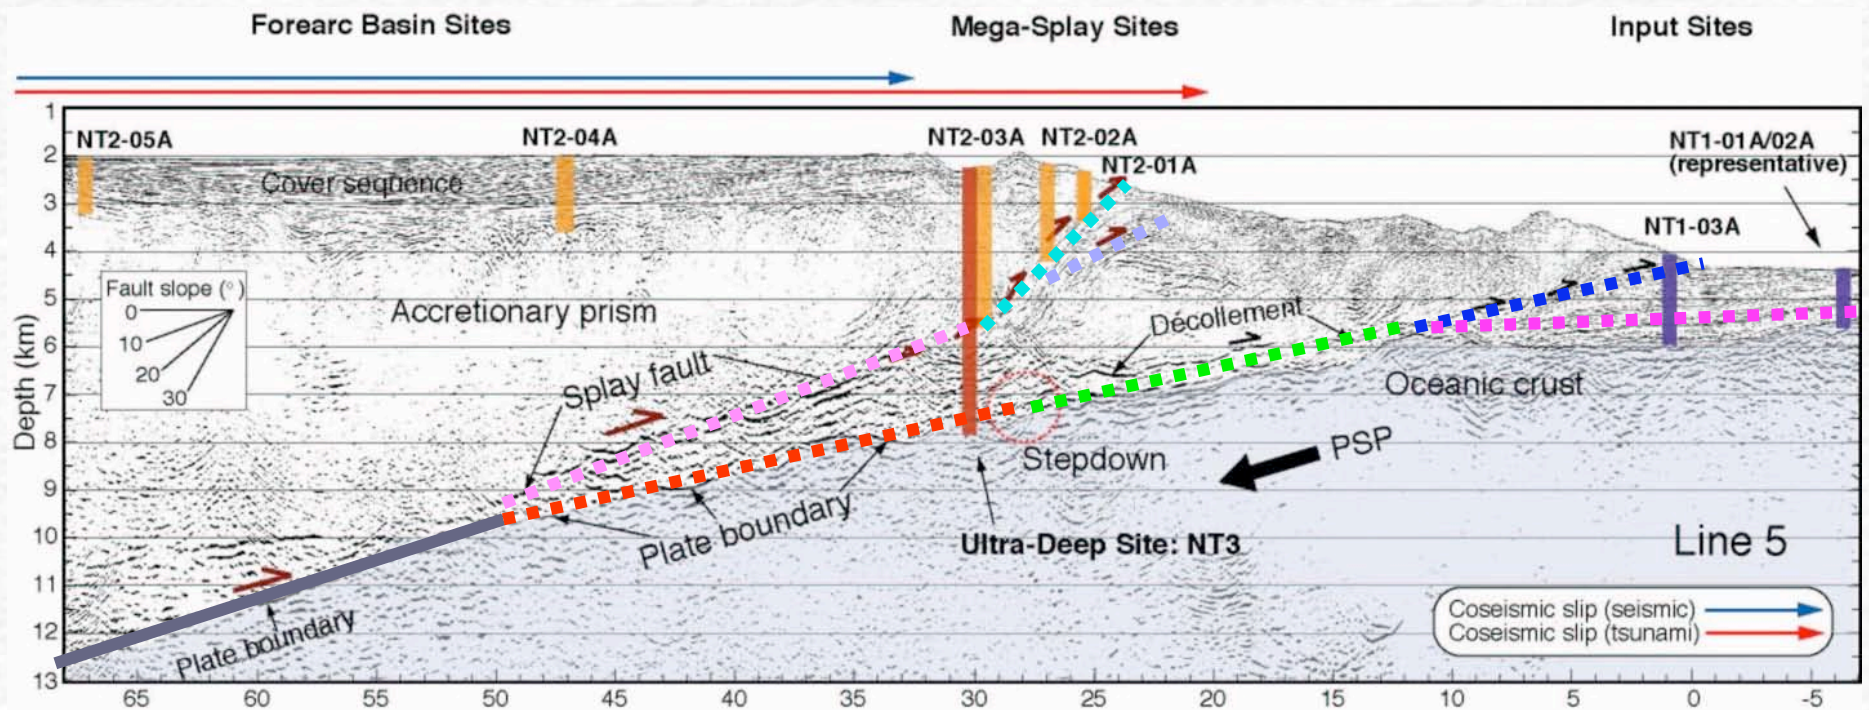 Forearc Basin Sites
Mega-Splay Sites
Input Sites
1
2
3
4
5
6
7
8
9
10
11
12
13
Depth (km)
NT2-05A
NT2-04A
NT2-03A
NT2-02A
NT2-01A
NT1-01A/02A
(representative)
NT1-03A
Cover sequence
Fault slope (°)
0
10
20
30
Accretionary prism
Décollement
Splay fault
Oceanic crust
Stepdown
PSP
Plate boundary
Ultra-Deep Site: NT3
Line 5
Plate boundary
Coseismic slip (seismic)
Coseismic slip (tsunami)
65
60
55
50
45
40
35
30
25
20
15
10
5
0
-5